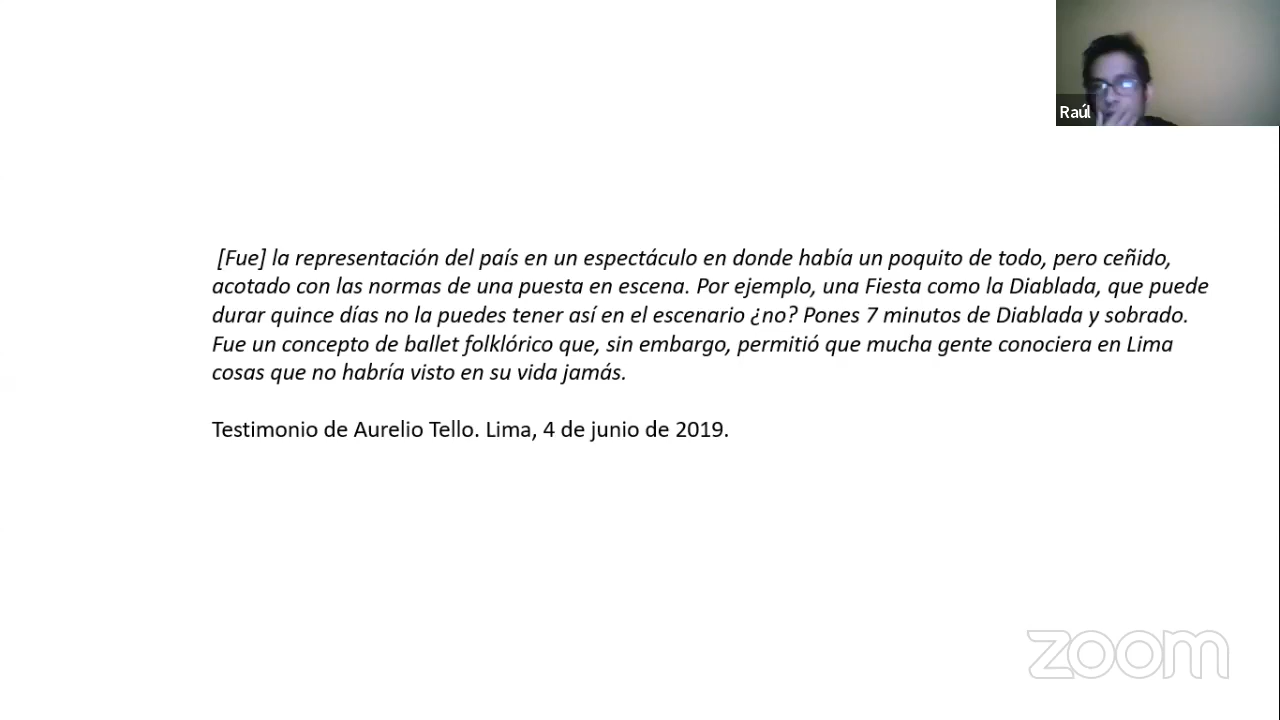 Raúl
[Fue] la representación del país en un espectáculo en donde había un poquito de todo, pero ceñido,
acotado con las normas de una puesta en escena. Por ejemplo, una Fiesta como la Diablada, que puede
durar quince días no la puedes tener así en el escenario ¿no? Pones 7 minutos de Diablada y sobrado.
Fue un concepto de ballet folklórico que, sin embargo, permitió que mucha gente conociera en Lima
cosas que no habría visto en su vida jamás.
Testimonio de Aurelio Tello. Lima, 4 de junio de 2019.
zoom